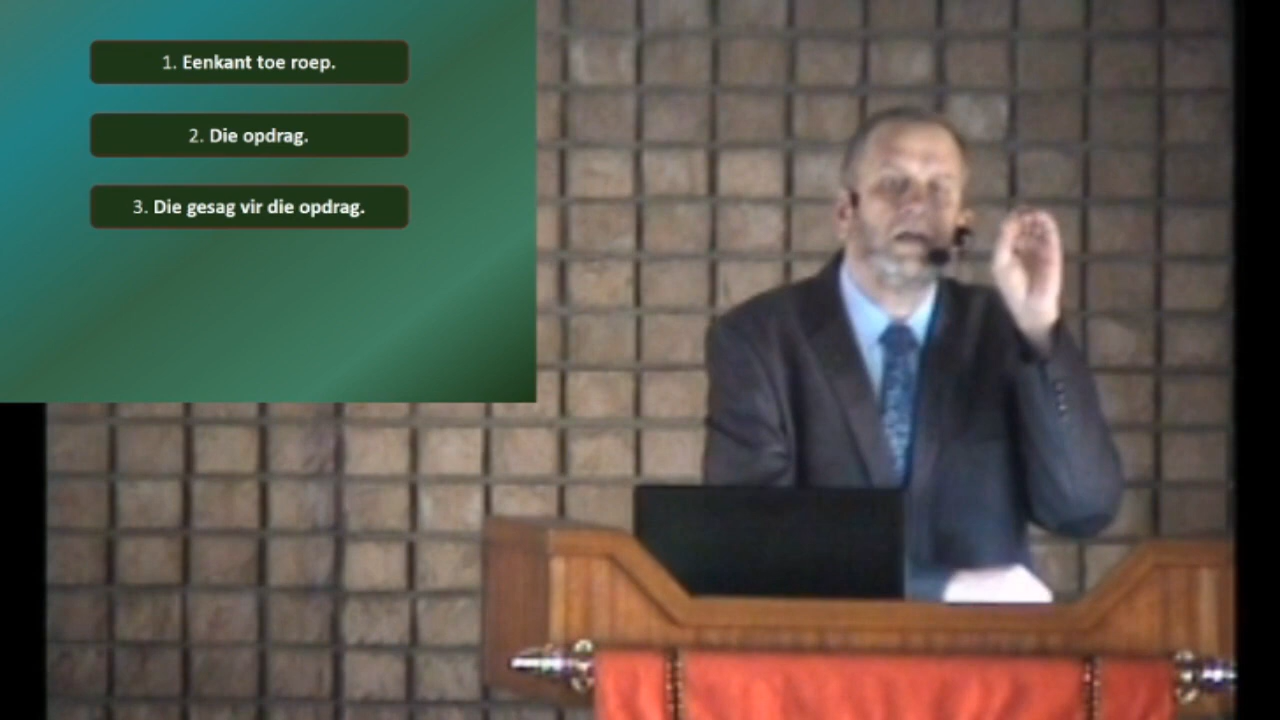 1. Eenkant toe roep.
2. Die opdrag.
3. Die gesag vir die opdrag.